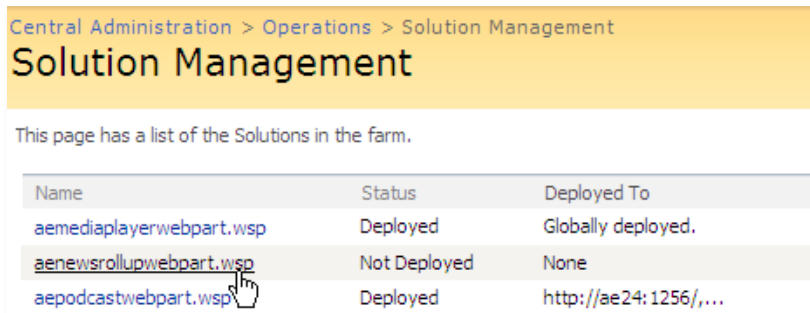 Central Administration > Operations > Solution Management
Solution Management
This page has a list of the Solutions in the farm.
Name Status Deployed To
aemediaplayerwebpart.wsp Deployed Globally deployed.
aenewsrollupwebpart.wsp Not Deployed None
aepodcastwebpart.wsp Deployed http://ae24:1256/,...